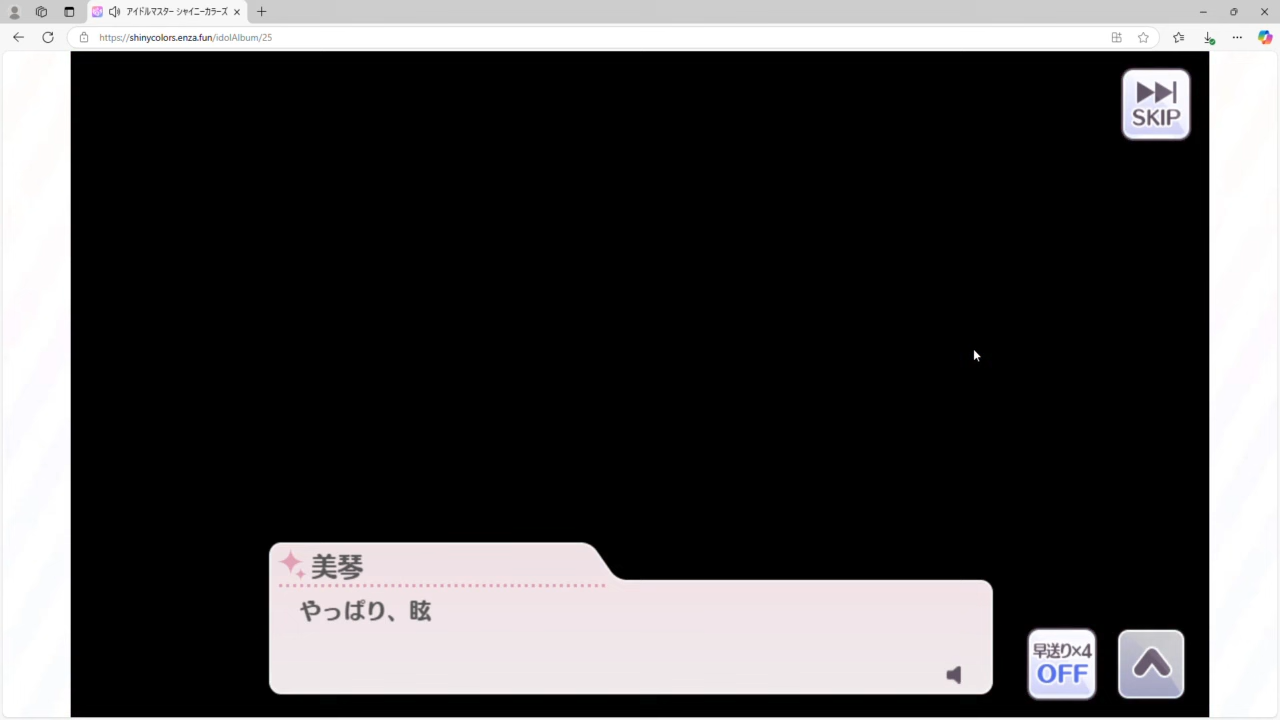 アイドルマスター シャイニーカラーズ
https://shinycolors.enza.fun/idolAlbum/25
SKIP
美琴
やっぱり、眩
早送り×4
OFF